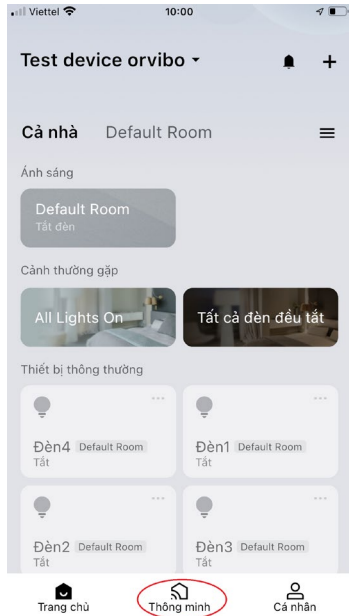 Viettel 10:00
Test device orvibo
Cả nhà Default Room
Ánh sáng
Default Room
Tắt đèn
Cảnh thường gặp
All Lights On Tất cả đèn đều tắt
Thiết bị thông thường
Đèn4 Default Room Đèn1 Default Room
Tắt Tắt
Đèn2 Default Room Đèn3 Default Room
Tắt Tắt
Trang chủ Thông minh Cá nhân